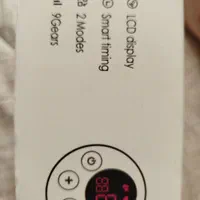 LCD display
Smart timing
2 Modes
9Gears